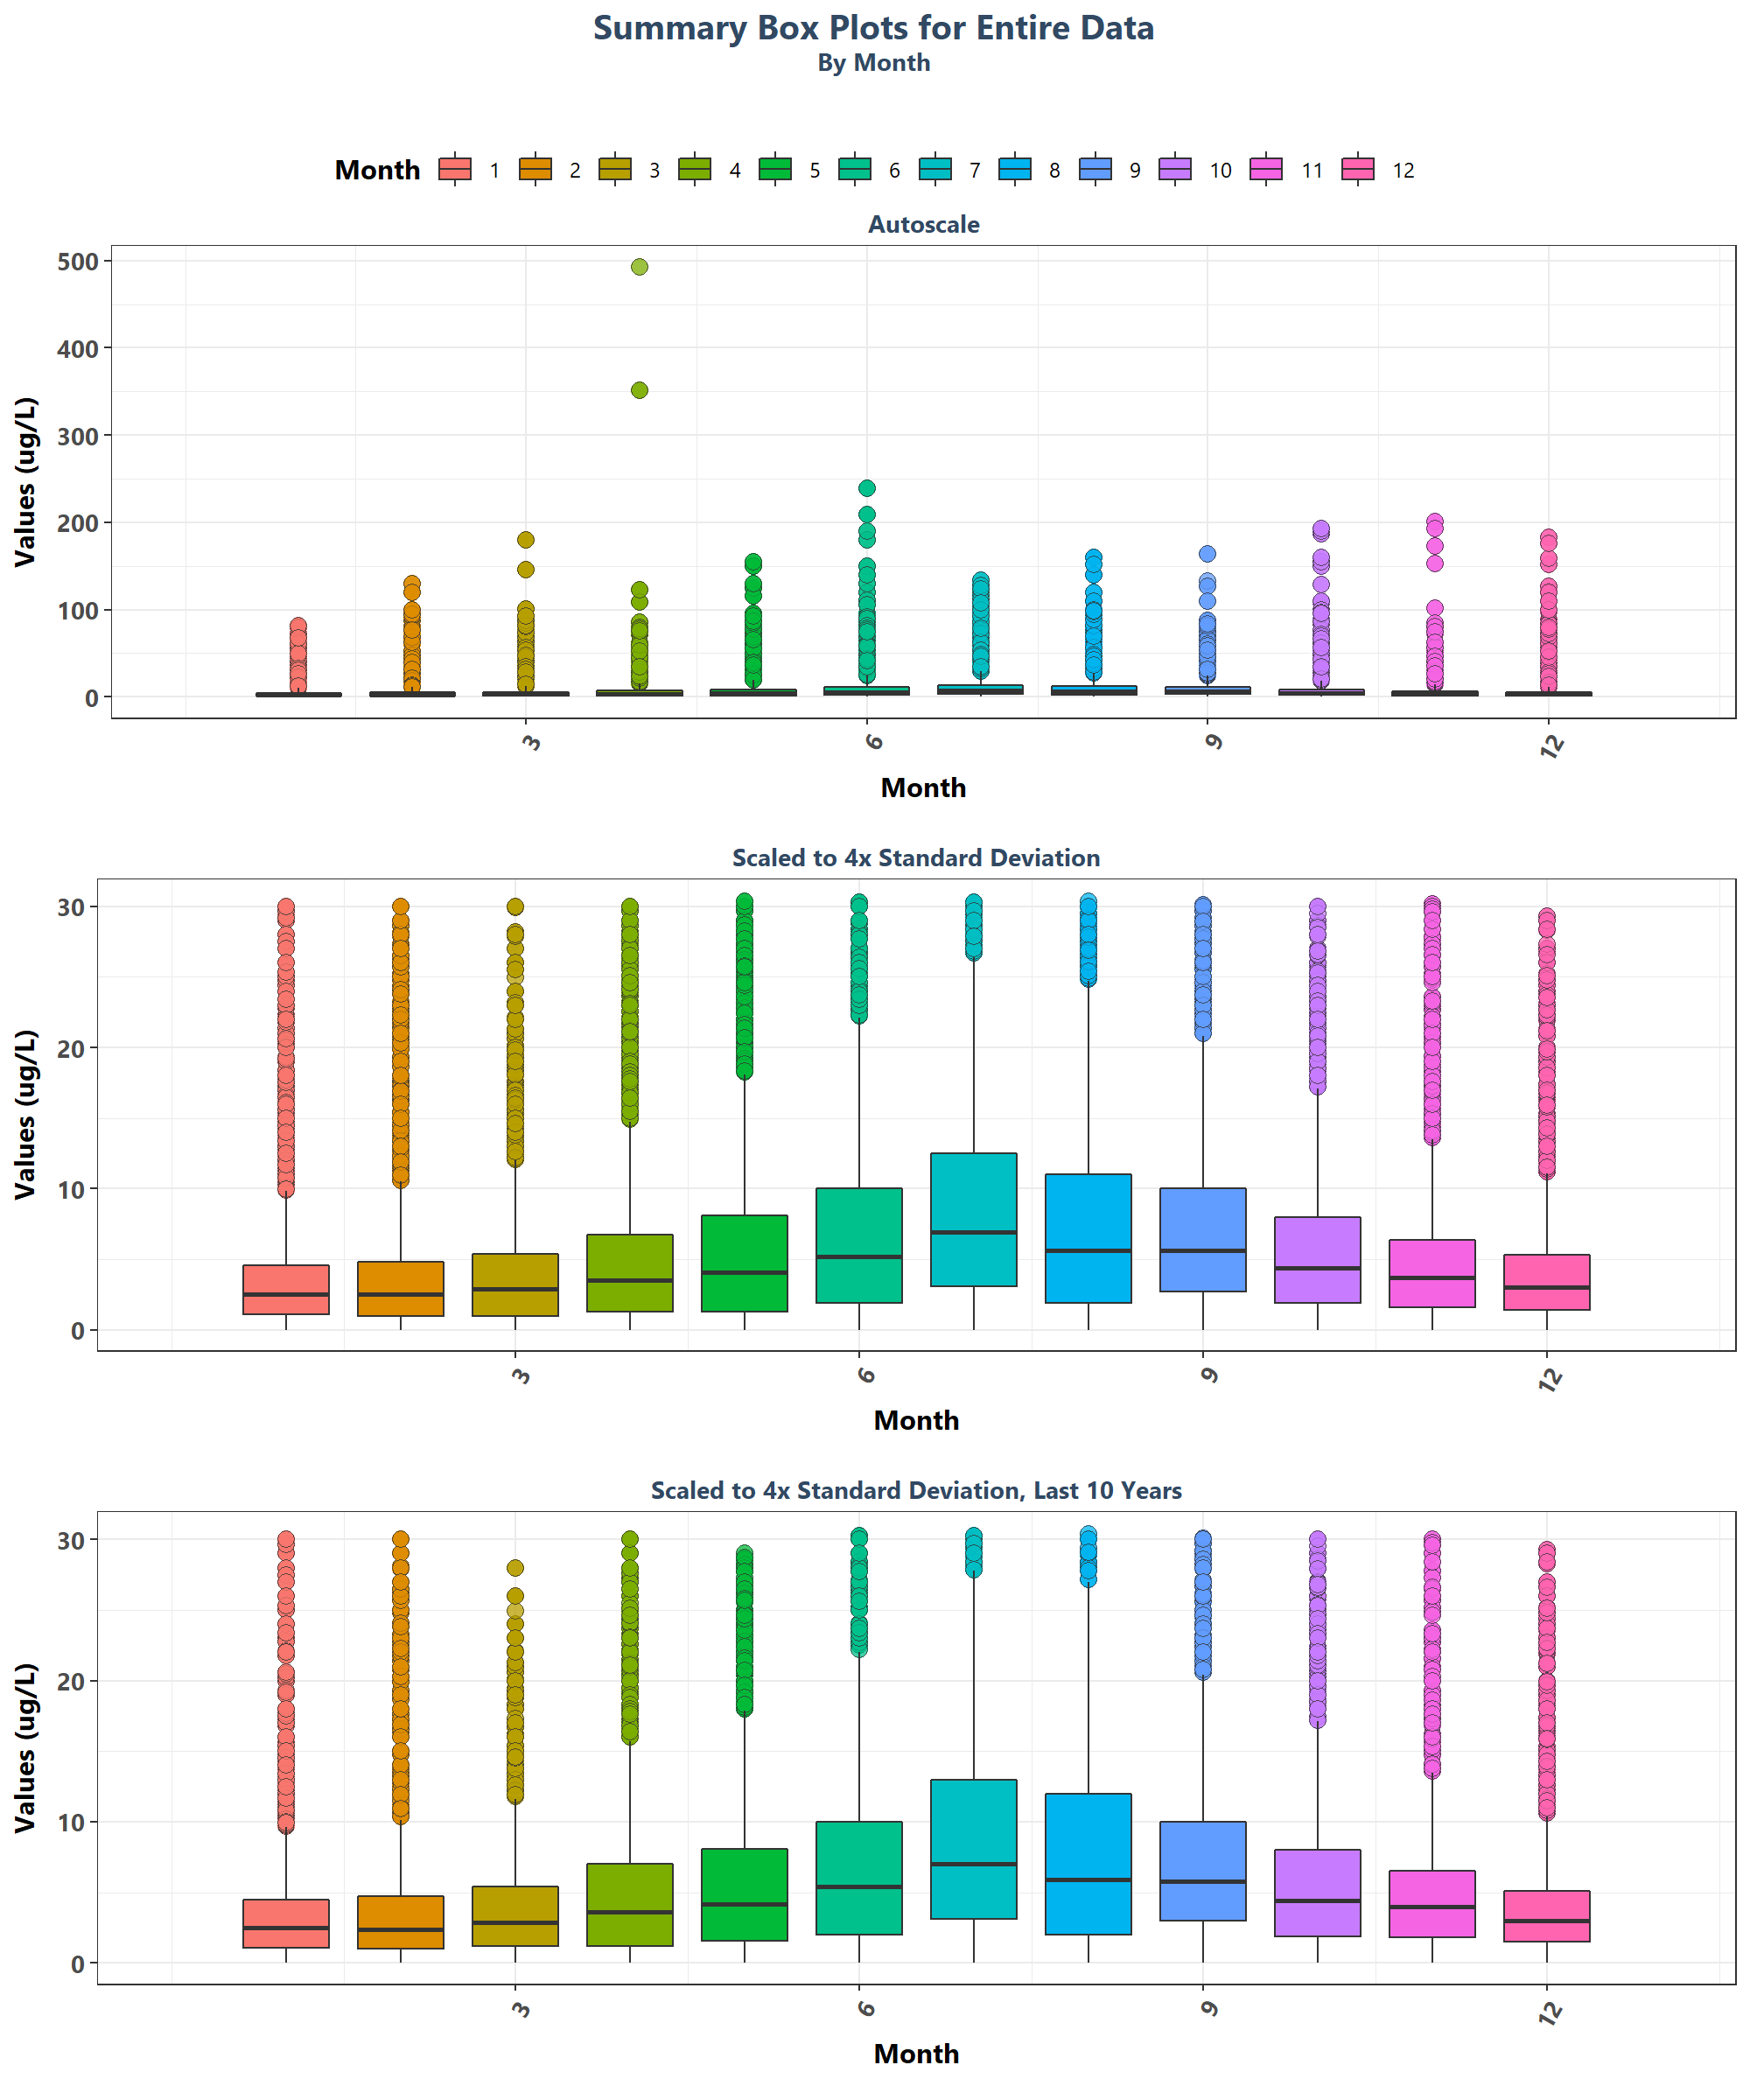 Summary Box Plots for Entire Data
By Month
Month 1 2 3 4 5 6 7 8 9 10 11 12
Autoscale
500
400
300
200
100
0
Values (ug/L)
3 6 9 12
Month
Scaled to 4x Standard Deviation
30
20
10
0
Values (ug/L)
3 6 9 12
Month
Scaled to 4x Standard Deviation, Last 10 Years
30
20
10
0
Values (ug/L)
3 6 9 12
Month